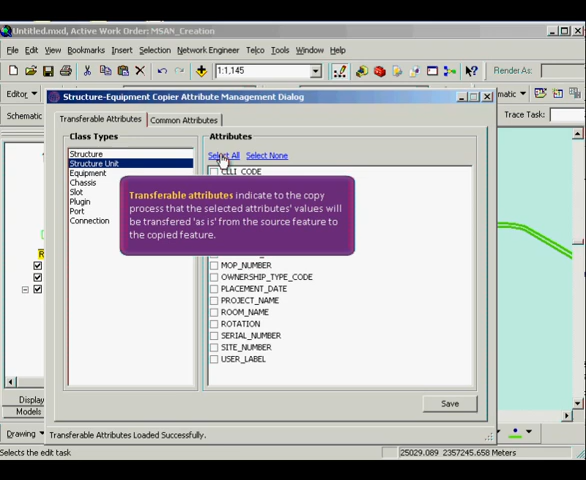 Untitled.mxd, Active Work Order: MSAN_Creation
File Edit View Bookmarks Insert Selection Network Engineer Telco Tools Window Help
1:1,145
Render As:
Editor
Structure-Equipment Copier Attribute Management Dialog
matic
Schematic
Trace Task:
Transferable Attributes Common Attributes
Class Types
Attributes
Structure
Structure Unit
Equipment
Chassis
Slot
Plugin
Port
Connection
Select All Select None
CLLI_CODE
Transferable attributes indicate to the copy
process that the selected attributes' values will
be transfered 'as is' from the source feature to
the copied feature.
MOP_NUMBER
OWNERSHIP_TYPE_CODE
PLACEMENT_DATE
PROJECT_NAME
ROOM_NAME
ROTATION
SERIAL_NUMBER
SITE_NUMBER
USER_LABEL
Save
Display
Models
Drawing
Transferable Attributes Loaded Successfully.
Selects the edit task
25029.089 2357245.658 Meters